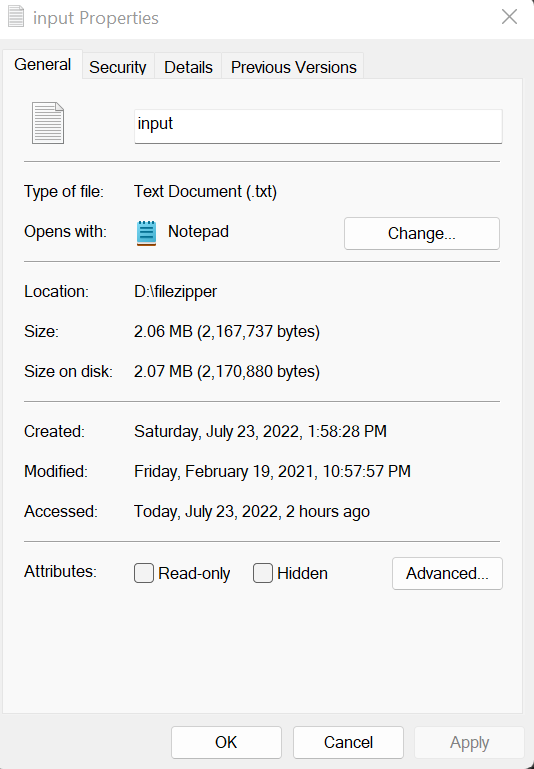 input Properties
General Security Details Previous Versions
input
Type of file: Text Document (.txt)
Opens with: Notepad Change...
Location: D:\filezipper
Size: 2.06 MB (2,167,737 bytes)
Size on disk: 2.07 MB (2,170,880 bytes)
Created: Saturday, July 23, 2022, 1:58:28 PM
Modified: Friday, February 19, 2021, 10:57:57 PM
Accessed: Today, July 23, 2022, 2 hours ago
Attributes: Read-only Hidden Advanced...
OK Cancel Apply